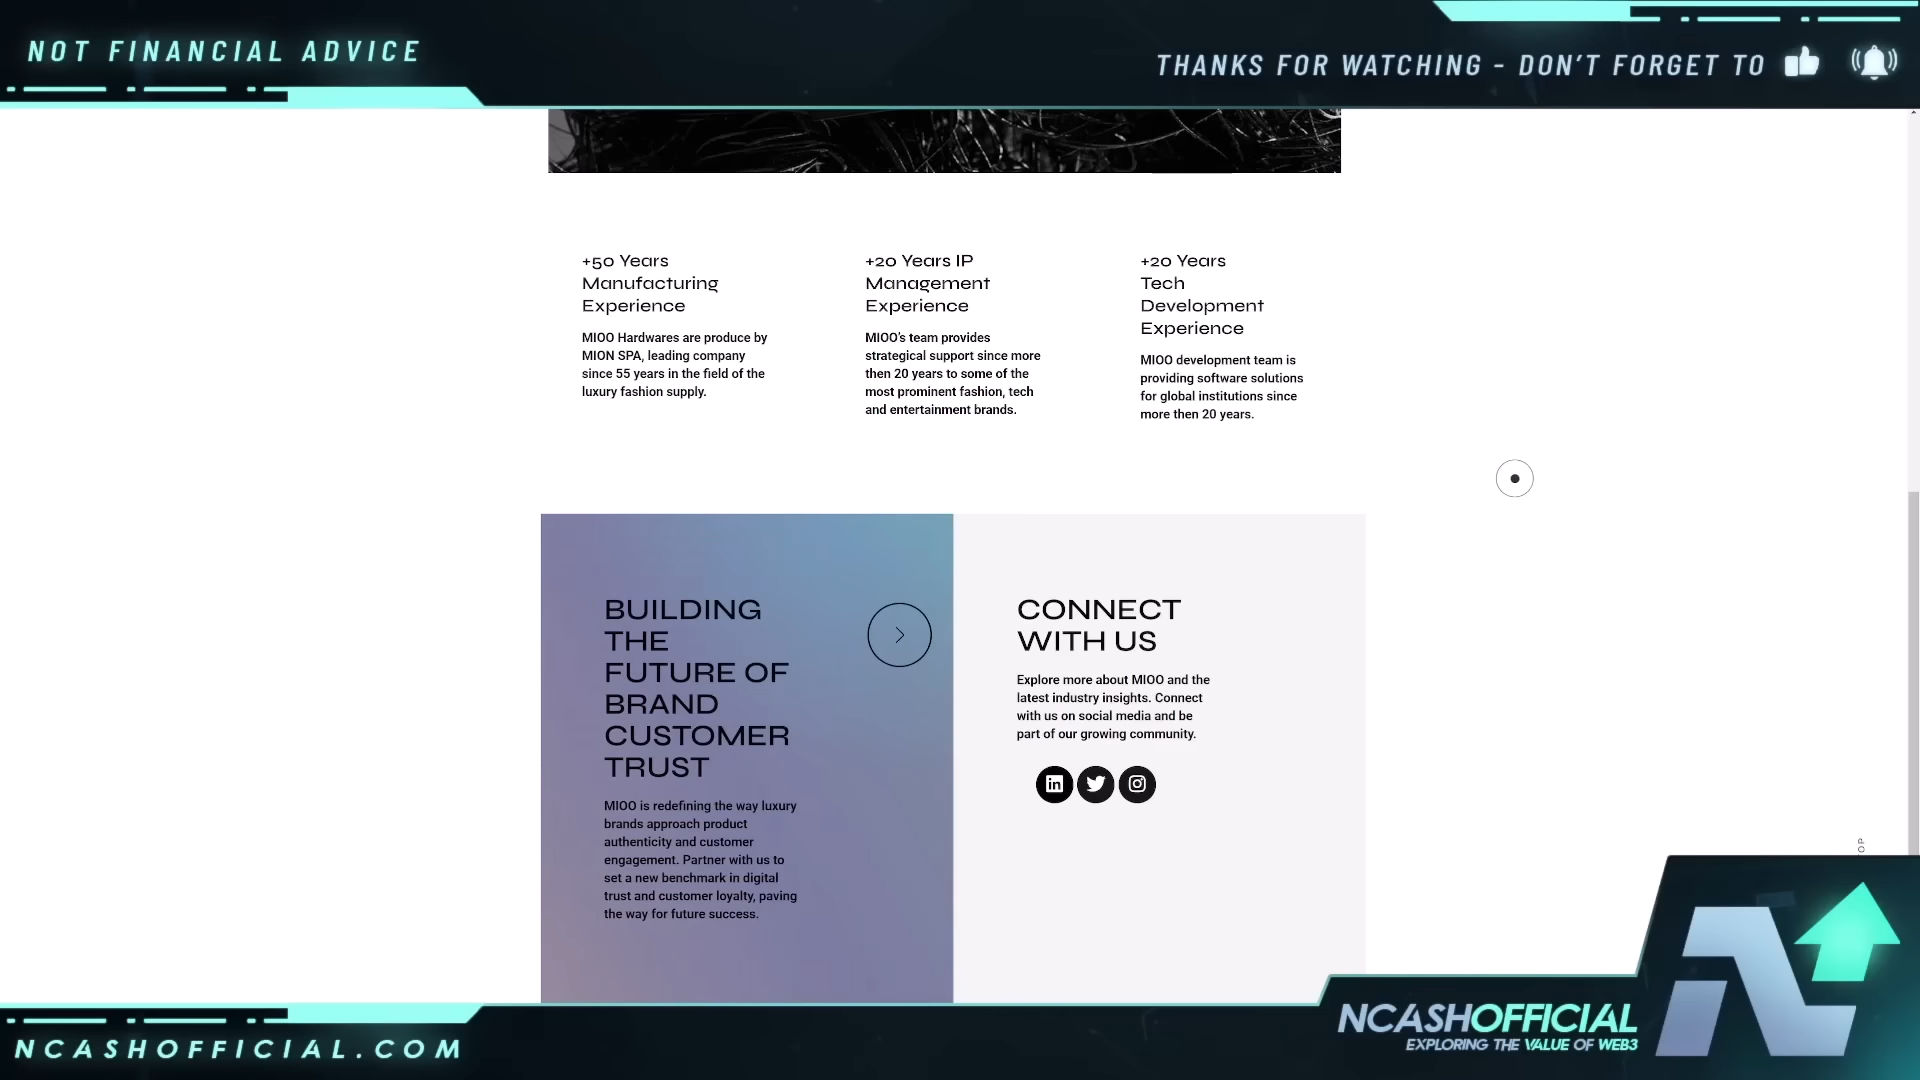 NOT FINANCIAL ADVICE
THANKS FOR WATCHING - DON'T FORGET TO
+50 Years
Manufacturing
Experience
MIOO Hardwares are produce by
MION SPA, leading company
since 55 years in the field of the
luxury fashion supply.
+20 Years IP
Management
Experience
MIOO's team provides
strategical support since more
then 20 years to some of the
most prominent fashion, tech
and entertainment brands.
+20 Years
Tech
Development
Experience
MIOO development team is
providing software solutions
for global institutions since
more then 20 years.
BUILDING
THE
FUTURE OF
BRAND
CUSTOMER
TRUST
MIOO is redefining the way luxury
brands approach product
authenticity and customer
engagement. Partner with us to
set a new benchmark in digital
trust and customer loyalty, paving
the way for future success.
CONNECT
WITH US
Explore more about MIOO and the
latest industry insights. Connect
with us on social media and be
part of our growing community.
in
NCASHOFFICIAL.COM
NCASHOFFICIAL
EXPLORING THE VALUE OF WEB3